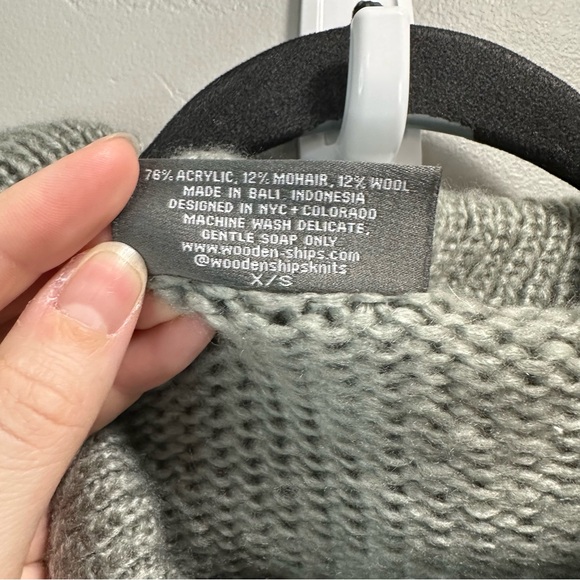 76% ACRYLIC, 12% MOHAIR, 12% WOOL
MADE IN BALI, INDONESIA
DESIGNED IN NYC + COLORADO
MACHINE WASH DELICATE,
GENTLE SOAP ONLY
www.wooden-ships.com
@woodenshipsknits
X/S